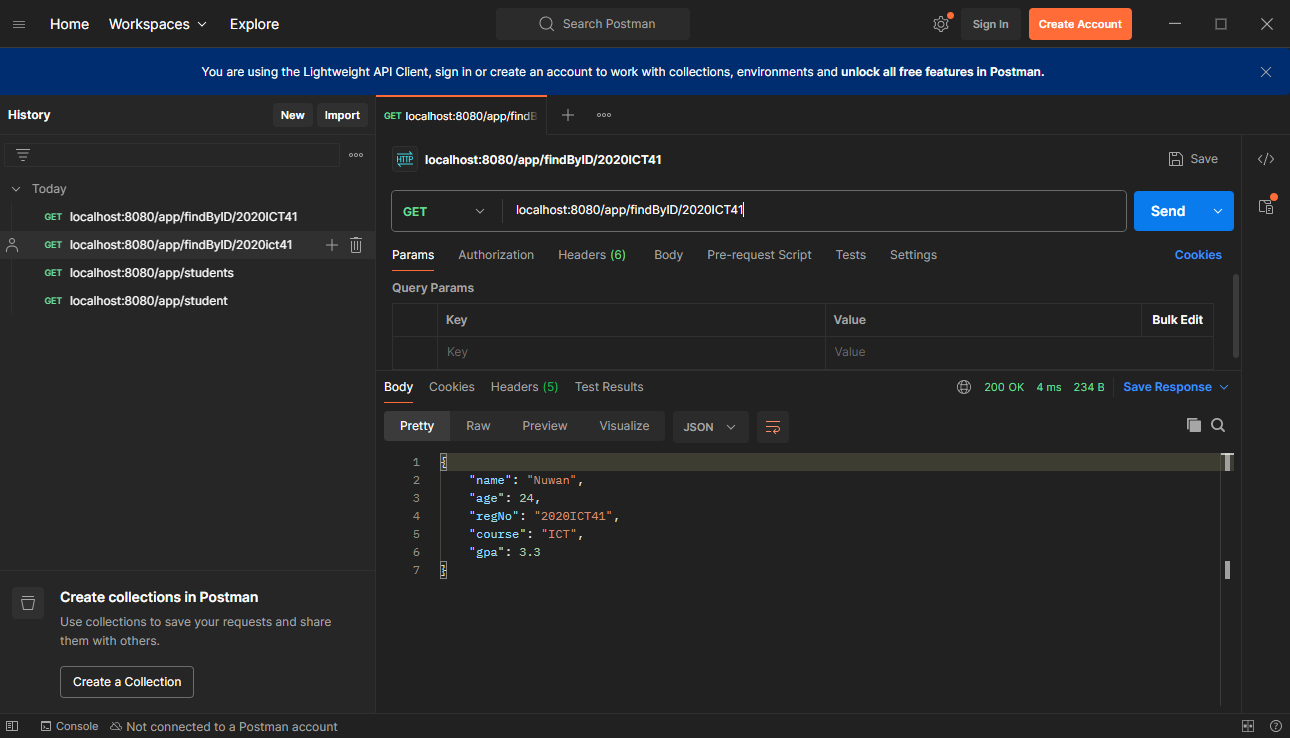 Home Workspaces Explore Search Postman Sign In Create Account
You are using the Lightweight API Client, sign in or create an account to work with collections, environments and unlock all free features in Postman.
History New Import
GET localhost:8080/app/findB
HTTP localhost:8080/app/findByID/2020ICT41 Save
Today
GET localhost:8080/app/findByID/2020ICT41
GET localhost:8080/app/findByID/2020ict41
GET localhost:8080/app/students
GET localhost:8080/app/student
GET localhost:8080/app/findByID/2020ICT41 Send
Params Authorization Headers (6) Body Pre-request Script Tests Settings Cookies
Query Params
Key Value Bulk Edit
Key Value
Body Cookies Headers (5) Test Results 200 OK 4 ms 234 B Save Response
Pretty Raw Preview Visualize JSON
1 {
2 "name": "Nuwan",
3 "age": 24,
4 "regNo": "2020ICT41",
5 "course": "ICT",
6 "gpa": 3.3
7 }
Create collections in Postman
Use collections to save your requests and share
them with others.
Create a Collection
Console Not connected to a Postman account